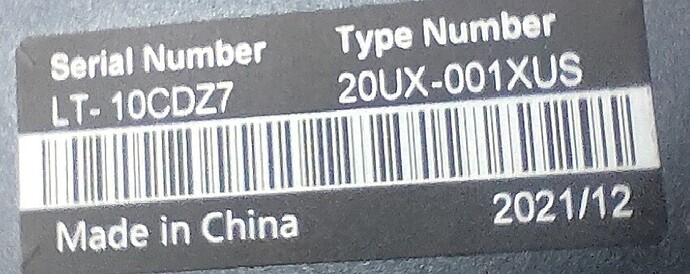 Serial Number Type Number
LT- 10CDZ7 20UX-001XUS
Made in China 2021/12